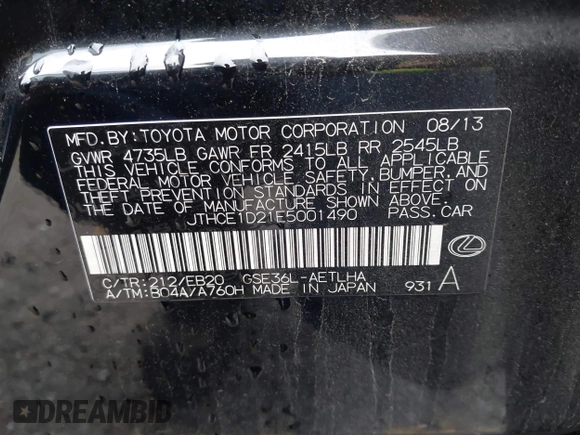 MFD. BY: TOYOTA MOTOR CORPORATION 08/13
GVWR 4735LB GAWR FR 2415LB RR 2545LB
THIS VEHICLE CONFORMS TO ALL APPLICABLE
FEDERAL MOTOR VEHICLE SAFETY, BUMPER, AND
THEFT PREVENTION STANDARDS IN EFFECT ON
THE DATE OF MANUFACTURE SHOWN ABOVE.
JTHCE1D21E5001490 PASS. CAR
C/TR: 212/EB20 GSE36L-AETLHA
A/TM: B04A/A760H MADE IN JAPAN 931 A
DREAMBID